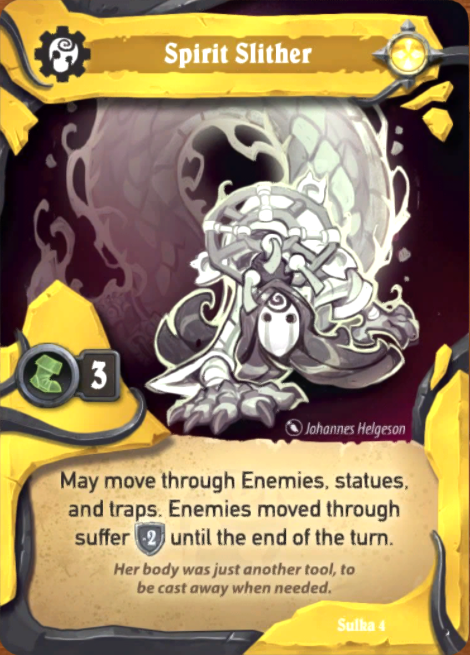 Spirit Slither
3
Johannes Helgeson
May move through Enemies, statues,
and traps. Enemies moved through
suffer -2 until the end of the turn.
Her body was just another tool, to
be cast away when needed.
Sulka 4